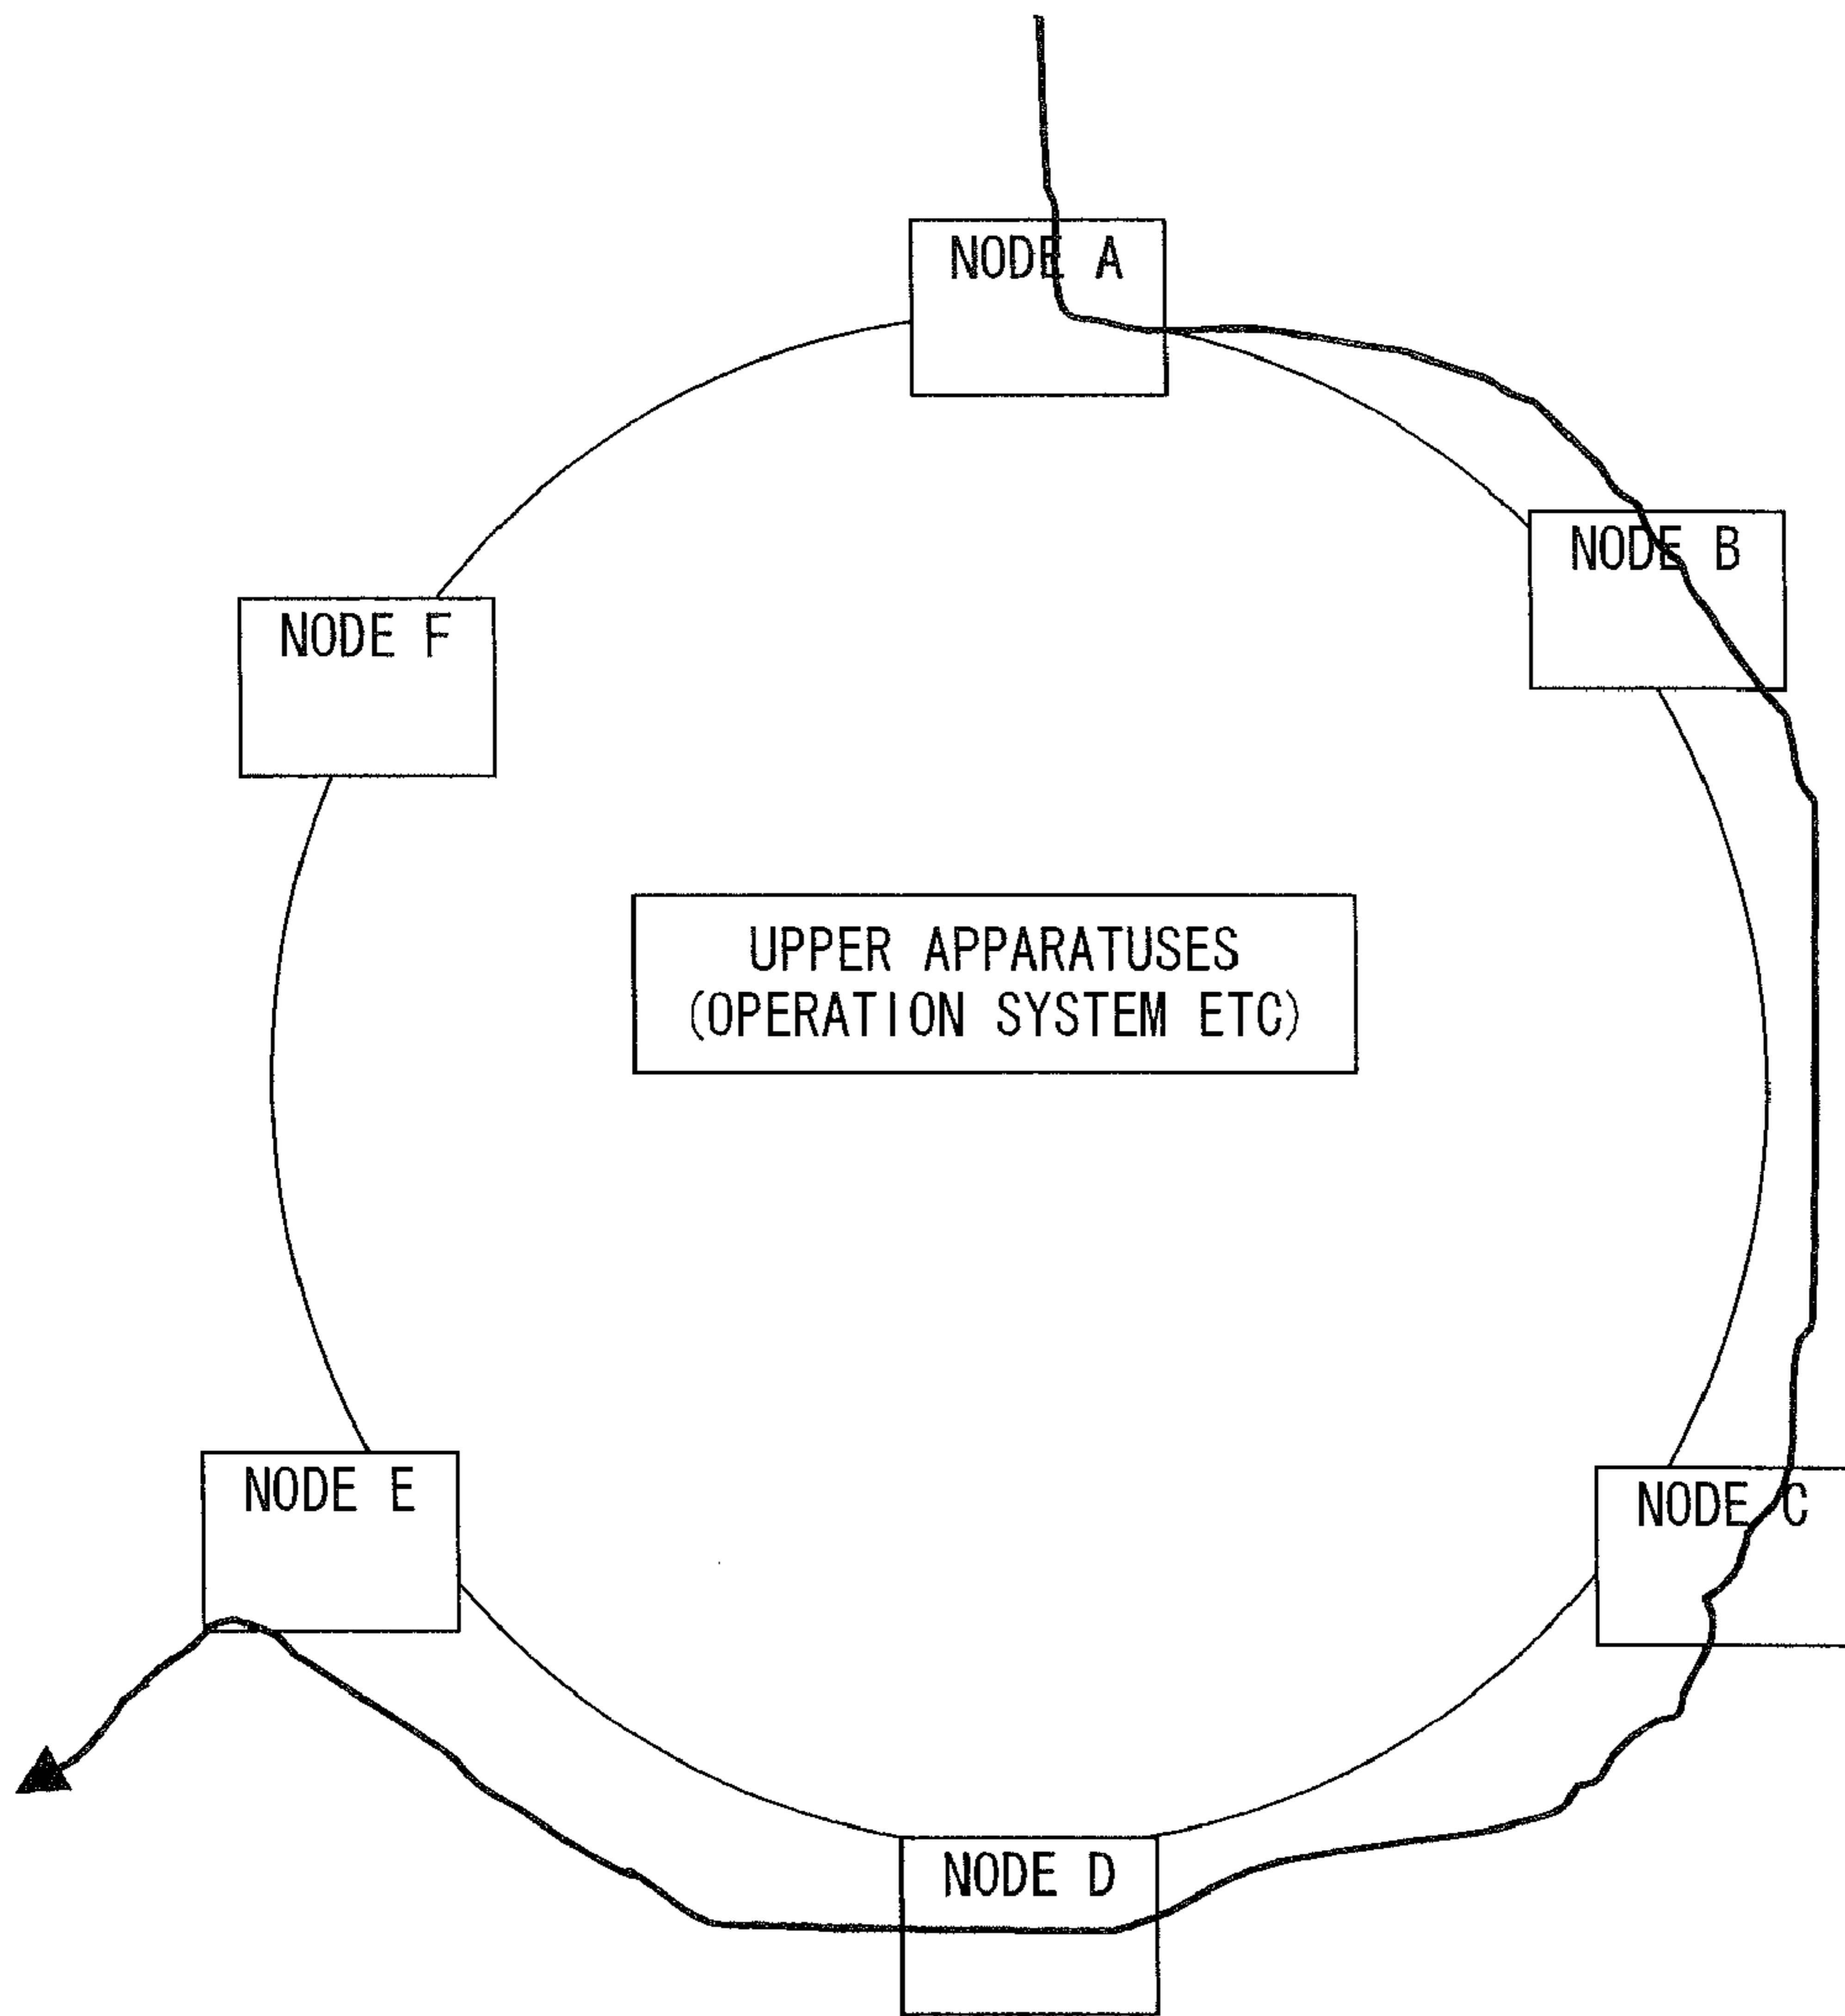 NODE A
NODE B
NODE F
UPPER APPARATUSES
(OPERATION SYSTEM ETC)
NODE E
NODE C
NODE D